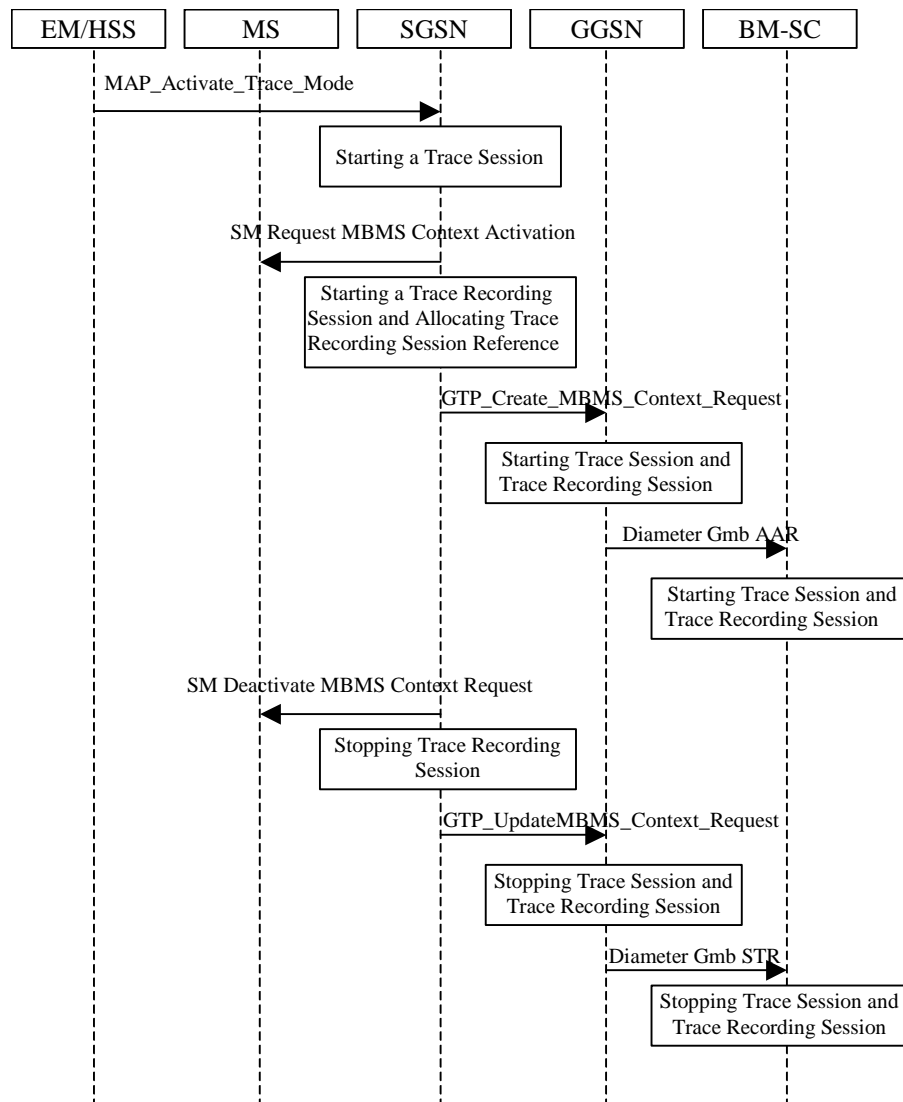 EM/HSS
MS
SGSN
GGSN
BM-SC
MAP_Activate_Trace_Mode
Starting a Trace Session
SM Request MBMS Context Activation
Starting a Trace Recording
Session and Allocating Trace
Recording Session Reference
GTP_Create_MBMS_Context_Request
Starting Trace Session and
Trace Recording Session
Diameter Gmb AAR
Starting Trace Session and
Trace Recording Session
SM Deactivate MBMS Context Request
Stopping Trace Recording
Session
GTP_UpdateMBMS_Context_Request
Stopping Trace Session and
Trace Recording Session
Diameter Gmb STR
Stopping Trace Session and
Trace Recording Session